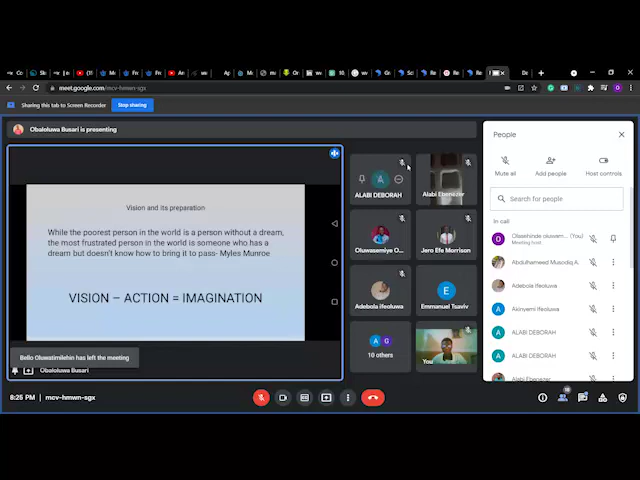 meet.google.com/mcv-hmwn-sgx
Sharing this tab to Screen Recorder
Stop sharing
Obaloluwa Busari is presenting
Vision and its preparation
While the poorest person in the world is a person without a dream,
the most frustrated person in the world is someone who has a
dream but doesn't know how to bring it to pass- Myles Munroe
VISION – ACTION = IMAGINATION
Bello Oluwatimilehin has left the meeting
Obaloluwa Busari
A
ALABI DEBORAH
Alabi Ebenezer
Oluwasemiye O...
Jero Efe Morrison
Adebola ifeoluwa
E
Emmanuel Tsaviv
A G
10 others
You
People
Mute all
Add people
Host controls
Search for people
In call
(You)
Meeting host
Abdulhameed Musodiq A.
Adebola ifeoluwa
A
Akinyemi Ifeoluwa
A
ALABI DEBORAH
A
ALABI DEBORAH
Alabi Ebenezer
8:25 PM | mcv-hmwn-sgx